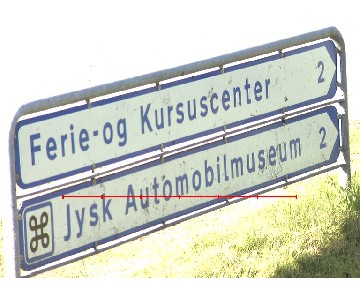 Ferie-og Kursuscenter 2
Jysk Automobilmuseum 2